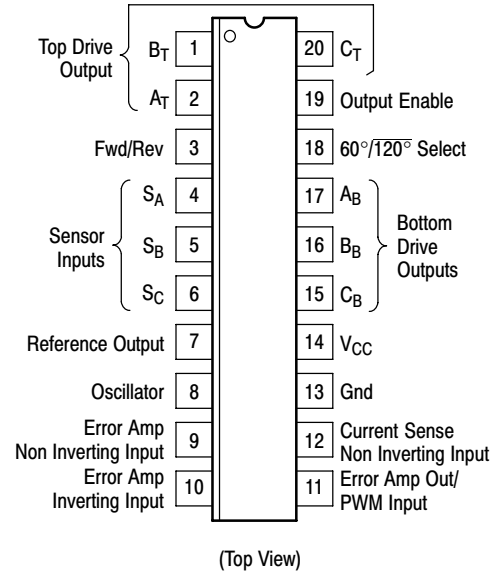 Top Drive
Output
B_T 1
A_T 2
Fwd/Rev 3
Sensor
Inputs
S_A 4
S_B 5
S_C 6
Reference Output 7
Oscillator 8
Error Amp
Non Inverting Input 9
Error Amp
Inverting Input 10
20 C_T
19 Output Enable
18 60°/120° Select
17 A_B
16 B_B
15 C_B
Bottom
Drive
Outputs
14 V_CC
13 Gnd
12 Current Sense
Non Inverting Input
11 Error Amp Out/
PWM Input
(Top View)